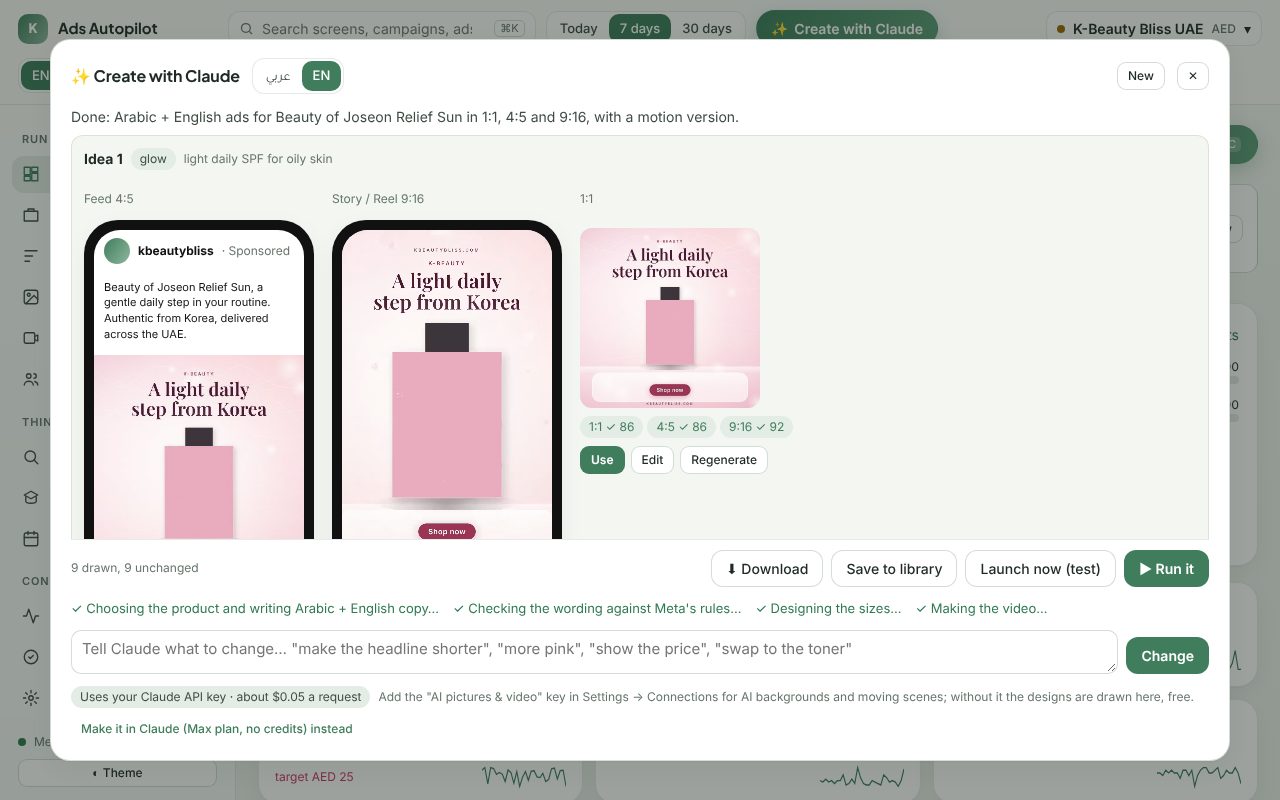 K
Ads Autopilot
Search screens, campaigns, ads
⌘K
Today
7 days
30 days
✨ Create with Claude
K-Beauty Bliss UAE AED ▾
EN
✨ Create with Claude
عربي
EN
New
✕
Done: Arabic + English ads for Beauty of Joseon Relief Sun in 1:1, 4:5 and 9:16, with a motion version.
RUN
Idea 1 glow light daily SPF for oily skin
Feed 4:5
Story / Reel 9:16
1:1
kbeautybliss · Sponsored
Beauty of Joseon Relief Sun, a
gentle daily step in your routine.
Authentic from Korea, delivered
across the UAE.
K-BEAUTY
A light daily
step from Korea
KBEAUTYBLISS.COM
K-BEAUTY
A light daily
step from Korea
Shop now
K-BEAUTY
A light daily
step from Korea
Shop now
KBEAUTYBLISS.COM
1:1 ✓ 86
4:5 ✓ 86
9:16 ✓ 92
Use
Edit
Regenerate
THIN
CON
9 drawn, 9 unchanged
⬇ Download
Save to library
Launch now (test)
▶ Run it
✓ Choosing the product and writing Arabic + English copy...
✓ Checking the wording against Meta's rules...
✓ Designing the sizes...
✓ Making the video...
Tell Claude what to change... "make the headline shorter", "more pink", "show the price", "swap to the toner"
Change
Uses your Claude API key · about $0.05 a request
Add the "AI pictures & video" key in Settings → Connections for AI backgrounds and moving scenes; without it the designs are drawn here, free.
Make it in Claude (Max plan, no credits) instead
Me
Theme
target AED 25